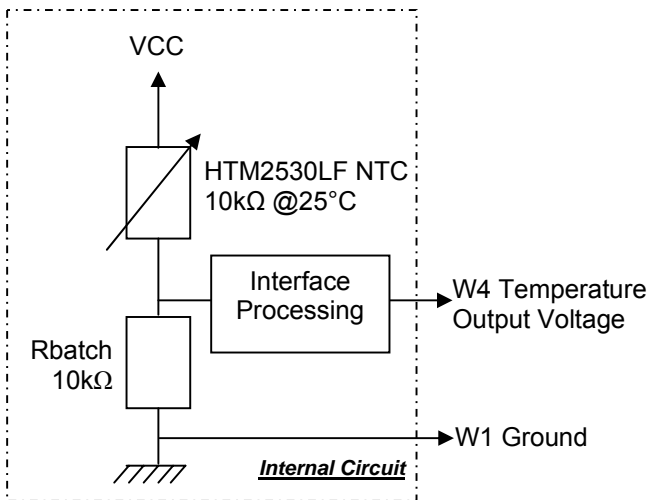 VCC
HTM2530LF NTC
10kΩ @25°C
Interface
Processing
W4 Temperature
Output Voltage
Rbatch
10kΩ
W1 Ground
Internal Circuit